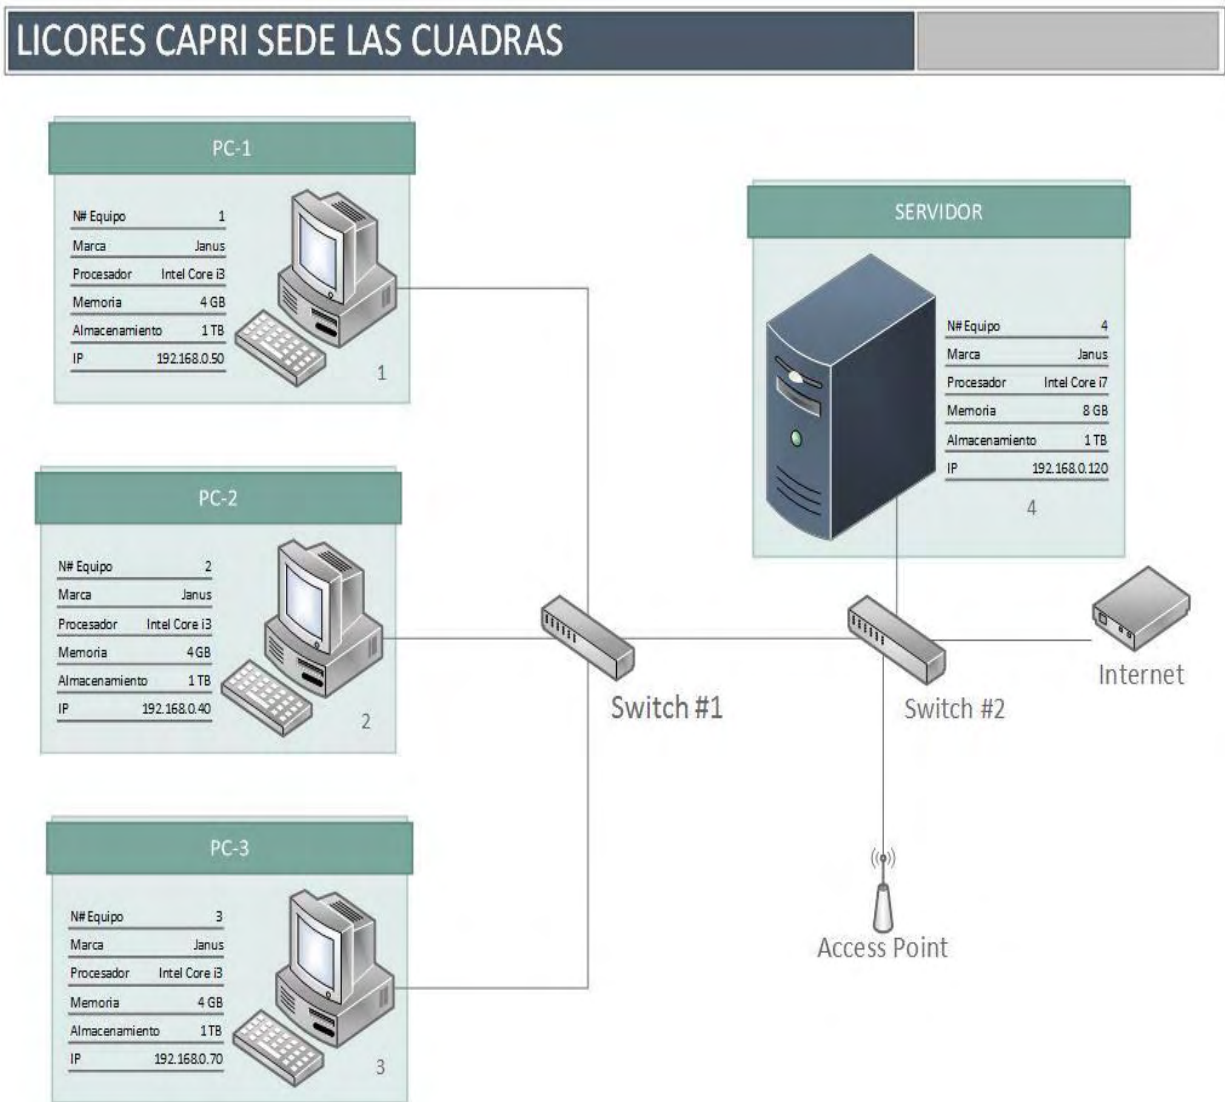 LICORES CAPRI SEDE LAS CUADRAS
PC-1
N# Equipo 1
Marca Janus
Procesador Intel Core i3
Memoria 4 GB
Almacenamiento 1 TB
IP 192.168.0.50
1
SERVIDOR
N# Equipo 4
Marca Janus
Procesador Intel Core i7
Memoria 8 GB
Almacenamiento 1 TB
IP 192.168.0.120
4
PC-2
N# Equipo 2
Marca Janus
Procesador Intel Core i3
Memoria 4 GB
Almacenamiento 1 TB
IP 192.168.0.40
2
Switch #1
Switch #2
Internet
PC-3
N# Equipo 3
Marca Janus
Procesador Intel Core i3
Memoria 4 GB
Almacenamiento 1 TB
IP 192.168.0.70
3
Access Point